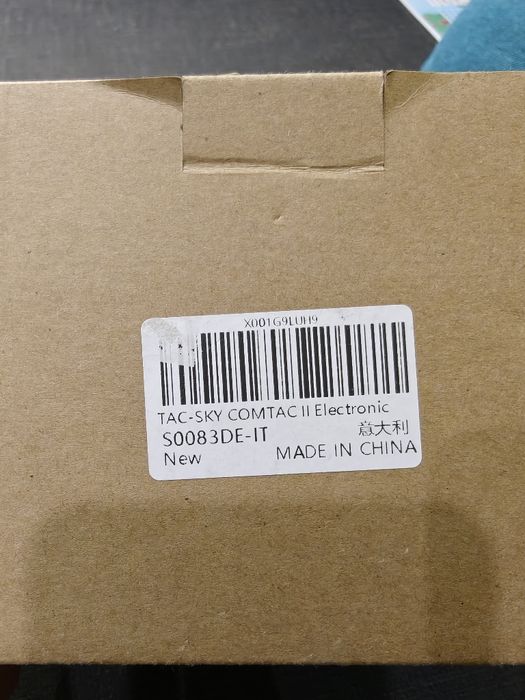 X001G9LUH9
TAC-SKY COMTAC II Electronic
S0083DE-IT 意大利
New MADE IN CHINA